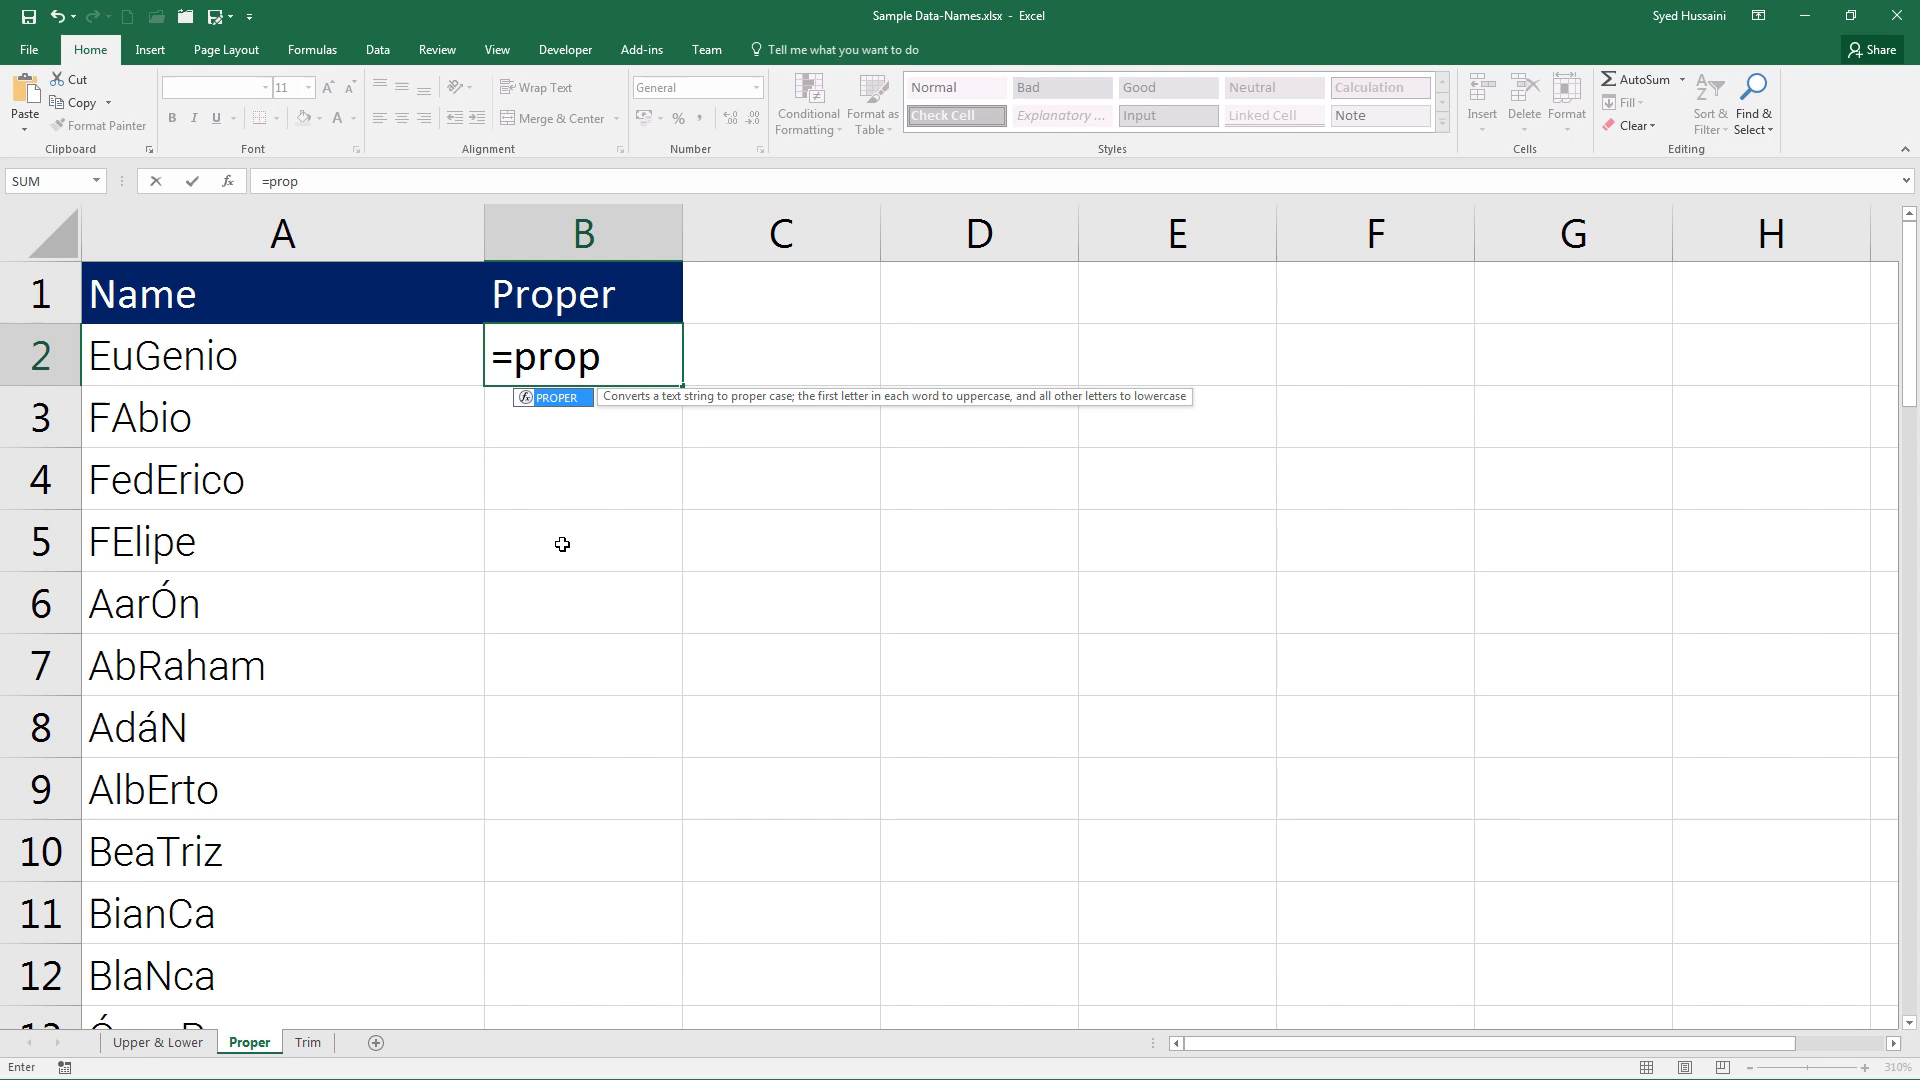 Sample Data-Names.xlsx - Excel
Syed Hussaini
File Home Insert Page Layout Formulas Data Review View Developer Add-ins Team Tell me what you want to do Share
Cut
Copy
Format Painter
Paste
Clipboard
11
B I U A
Font
Wrap Text
Merge & Center
Alignment
General
%
Number
Conditional Formatting
Format as Table
Normal Bad Good Neutral Calculation
Check Cell Explanatory ... Input Linked Cell Note
Styles
Insert Delete Format
Cells
AutoSum
Fill
Clear
Sort & Filter
Find & Select
Editing
SUM fx =prop
A B C D E F G H
1 Name Proper
2 EuGenio =prop
PROPER Converts a text string to proper case; the first letter in each word to uppercase, and all other letters to lowercase
3 FAbio
4 FedErico
5 FElipe
6 AarÓn
7 AbRaham
8 AdáN
9 AlbErto
10 BeaTriz
11 BianCa
12 BlaNca
Upper & Lower Proper Trim
Enter 310%